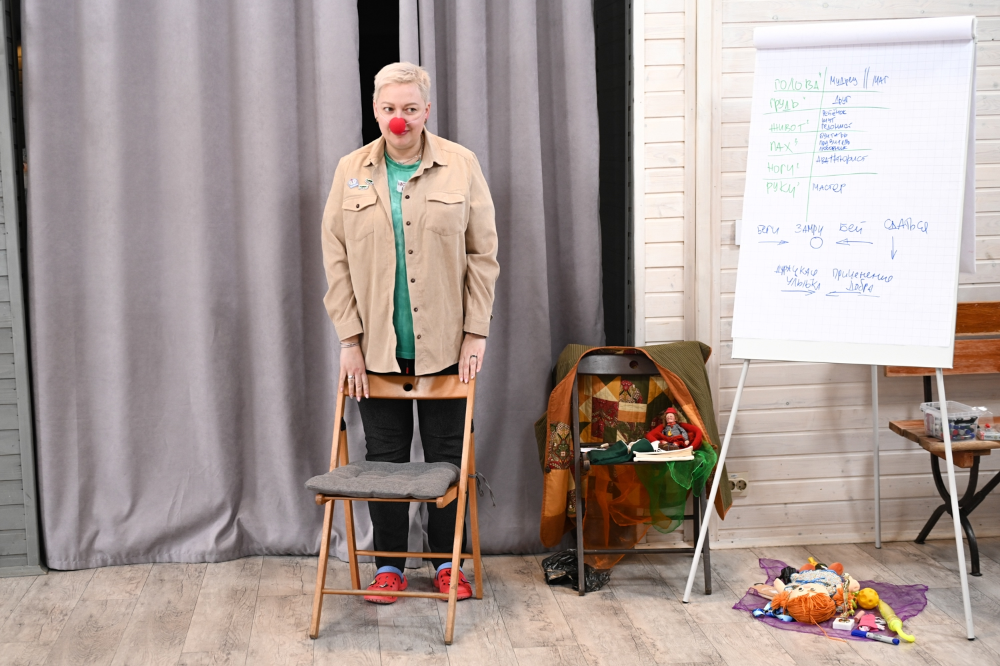 ГОЛОВА МУДРЕЦ || МАГ
ГРУДЬ ДРУГ
ЖИВОТ РЕБЁНОК
ШУТ
ГЕДОНИСТ
ПАХ БУНТАРЬ
ПРАВИТЕЛЬ
ЛЮБОВНИК
НОГИ АВАНТЮРИСТ
РУКИ МАСТЕР
БЕГИ ЗАМРИ БЕЙ СДАТЬСЯ
ДУРАЦКАЯ
УЛЫБКА
ПРИЧЕНЕНИЕ
ДОБРА